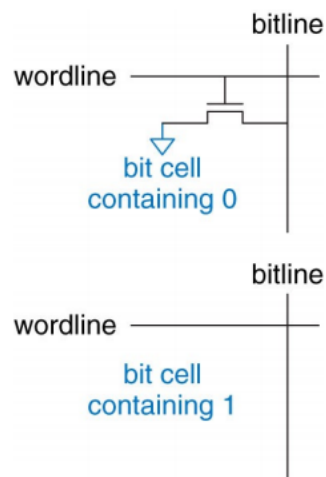 bitline
wordline
bit cell
containing 0
bitline
wordline
bit cell
containing 1